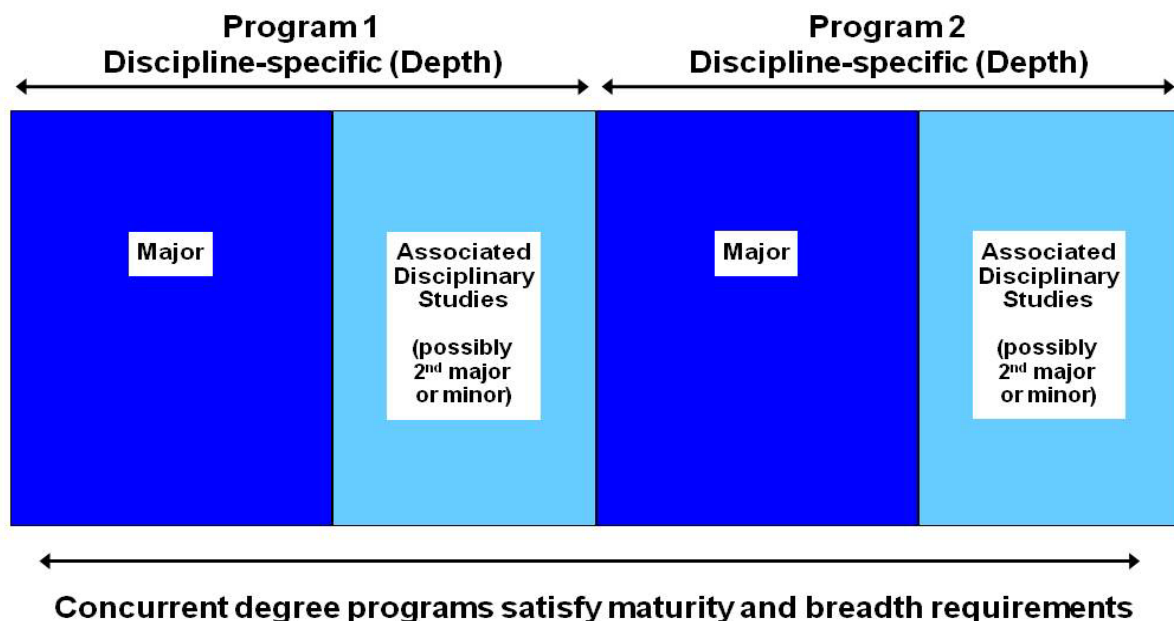 Program 1
Discipline-specific (Depth)
Program 2
Discipline-specific (Depth)
Major
Associated
Disciplinary
Studies
(possibly
2nd major
or minor)
Major
Associated
Disciplinary
Studies
(possibly
2nd major
or minor)
Concurrent degree programs satisfy maturity and breadth requirements